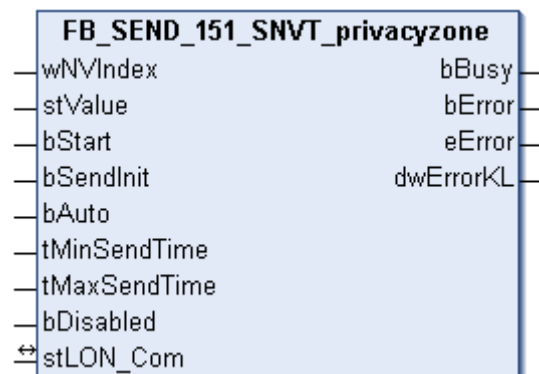 FB_SEND_151_SNVT_privacyzone
wNVIndex bBusy
stValue bError
bStart eError
bSendInit dwErrorKL
bAuto
tMinSendTime
tMaxSendTime
bDisabled
stLON_Com